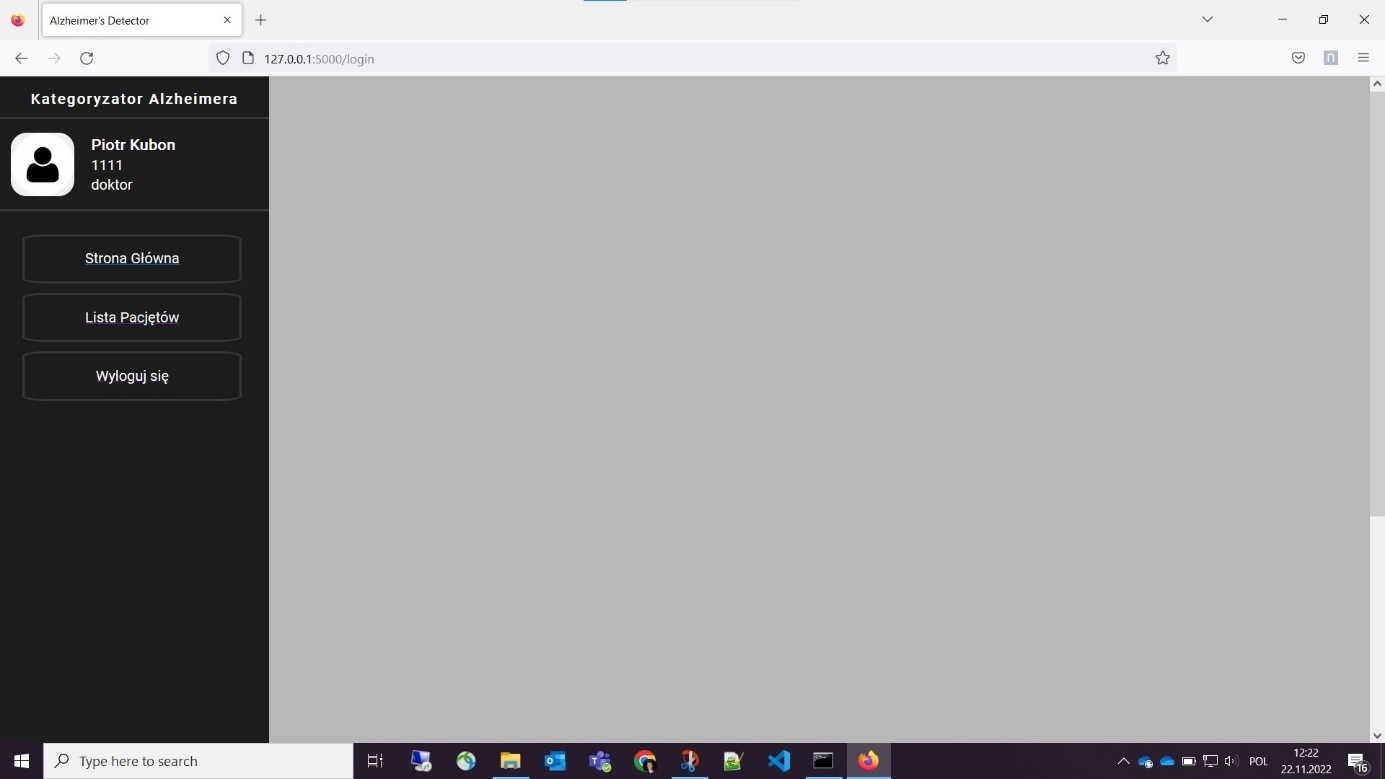 Alzheimer's Detector
127.0.0.1:5000/login
Kategoryzator Alzheimera
Piotr Kubon
1111
doktor
Strona Główna
Lista Pacjętów
Wyloguj się
Type here to search
POL
12:22
22.11.2022
16